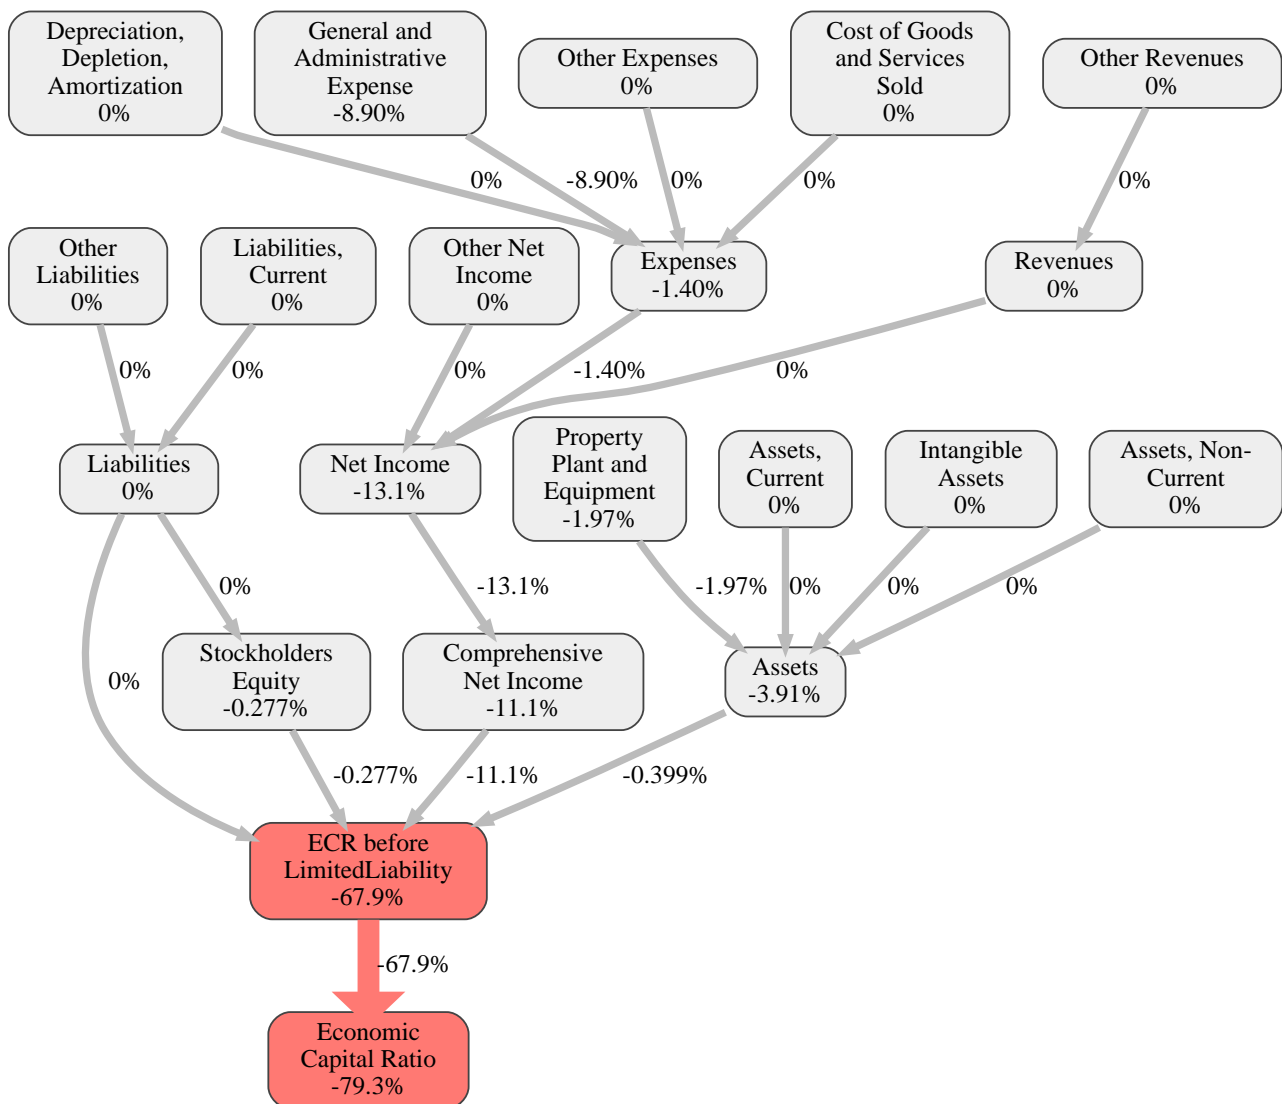 Depreciation,
Depletion,
Amortization
0%
General and
Administrative
Expense
-8.90%
Other Expenses
0%
Cost of Goods
and Services
Sold
0%
Other Revenues
0%
0%
-8.90%
0%
0%
0%
Other
Liabilities
0%
Liabilities,
Current
0%
Other Net
Income
0%
Expenses
-1.40%
Revenues
0%
0%
0%
0%
-1.40%
0%
Liabilities
0%
Net Income
-13.1%
Property
Plant and
Equipment
-1.97%
Assets,
Current
0%
Intangible
Assets
0%
Assets, Non-
Current
0%
0%
-13.1%
-1.97%
0%
0%
0%
0%
Stockholders
Equity
-0.277%
Comprehensive
Net Income
-11.1%
Assets
-3.91%
-0.277%
-11.1%
-0.399%
ECR before
LimitedLiability
-67.9%
-67.9%
Economic
Capital Ratio
-79.3%